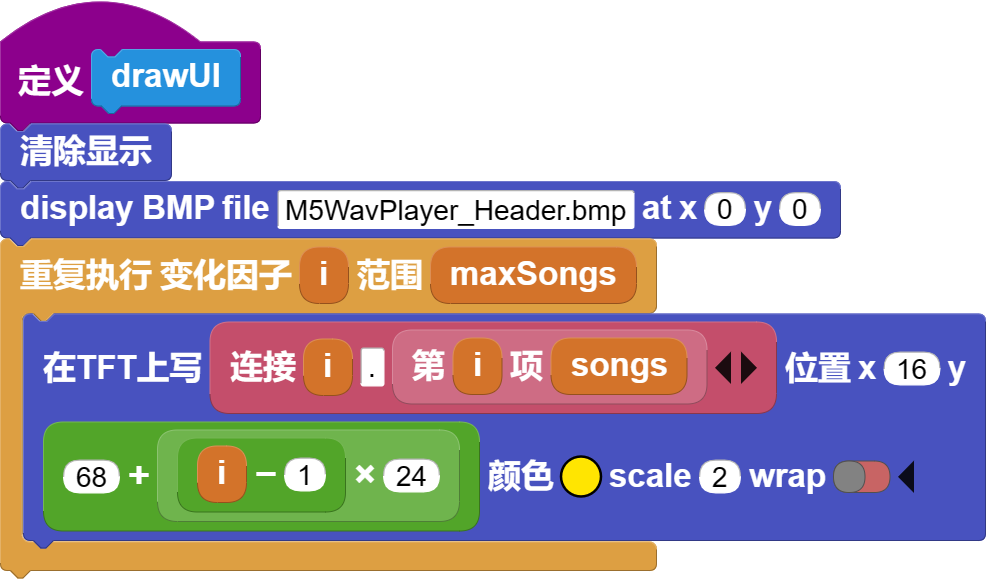 定义 drawUI
清除显示
display BMP file M5WavPlayer_Header.bmp at x 0 y 0
重复执行 变化因子 i 范围 maxSongs
在TFT上写 连接 i . 第 i 项 songs 位置 x 16 y
68 + i − 1 × 24 颜色 scale 2 wrap